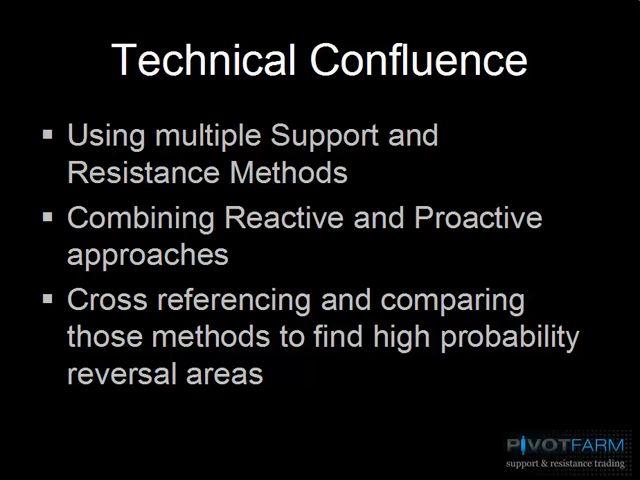 Technical Confluence
▪ Using multiple Support and
Resistance Methods
▪ Combining Reactive and Proactive
approaches
▪ Cross referencing and comparing
those methods to find high probability
reversal areas
PIVOTFARM
support & resistance trading